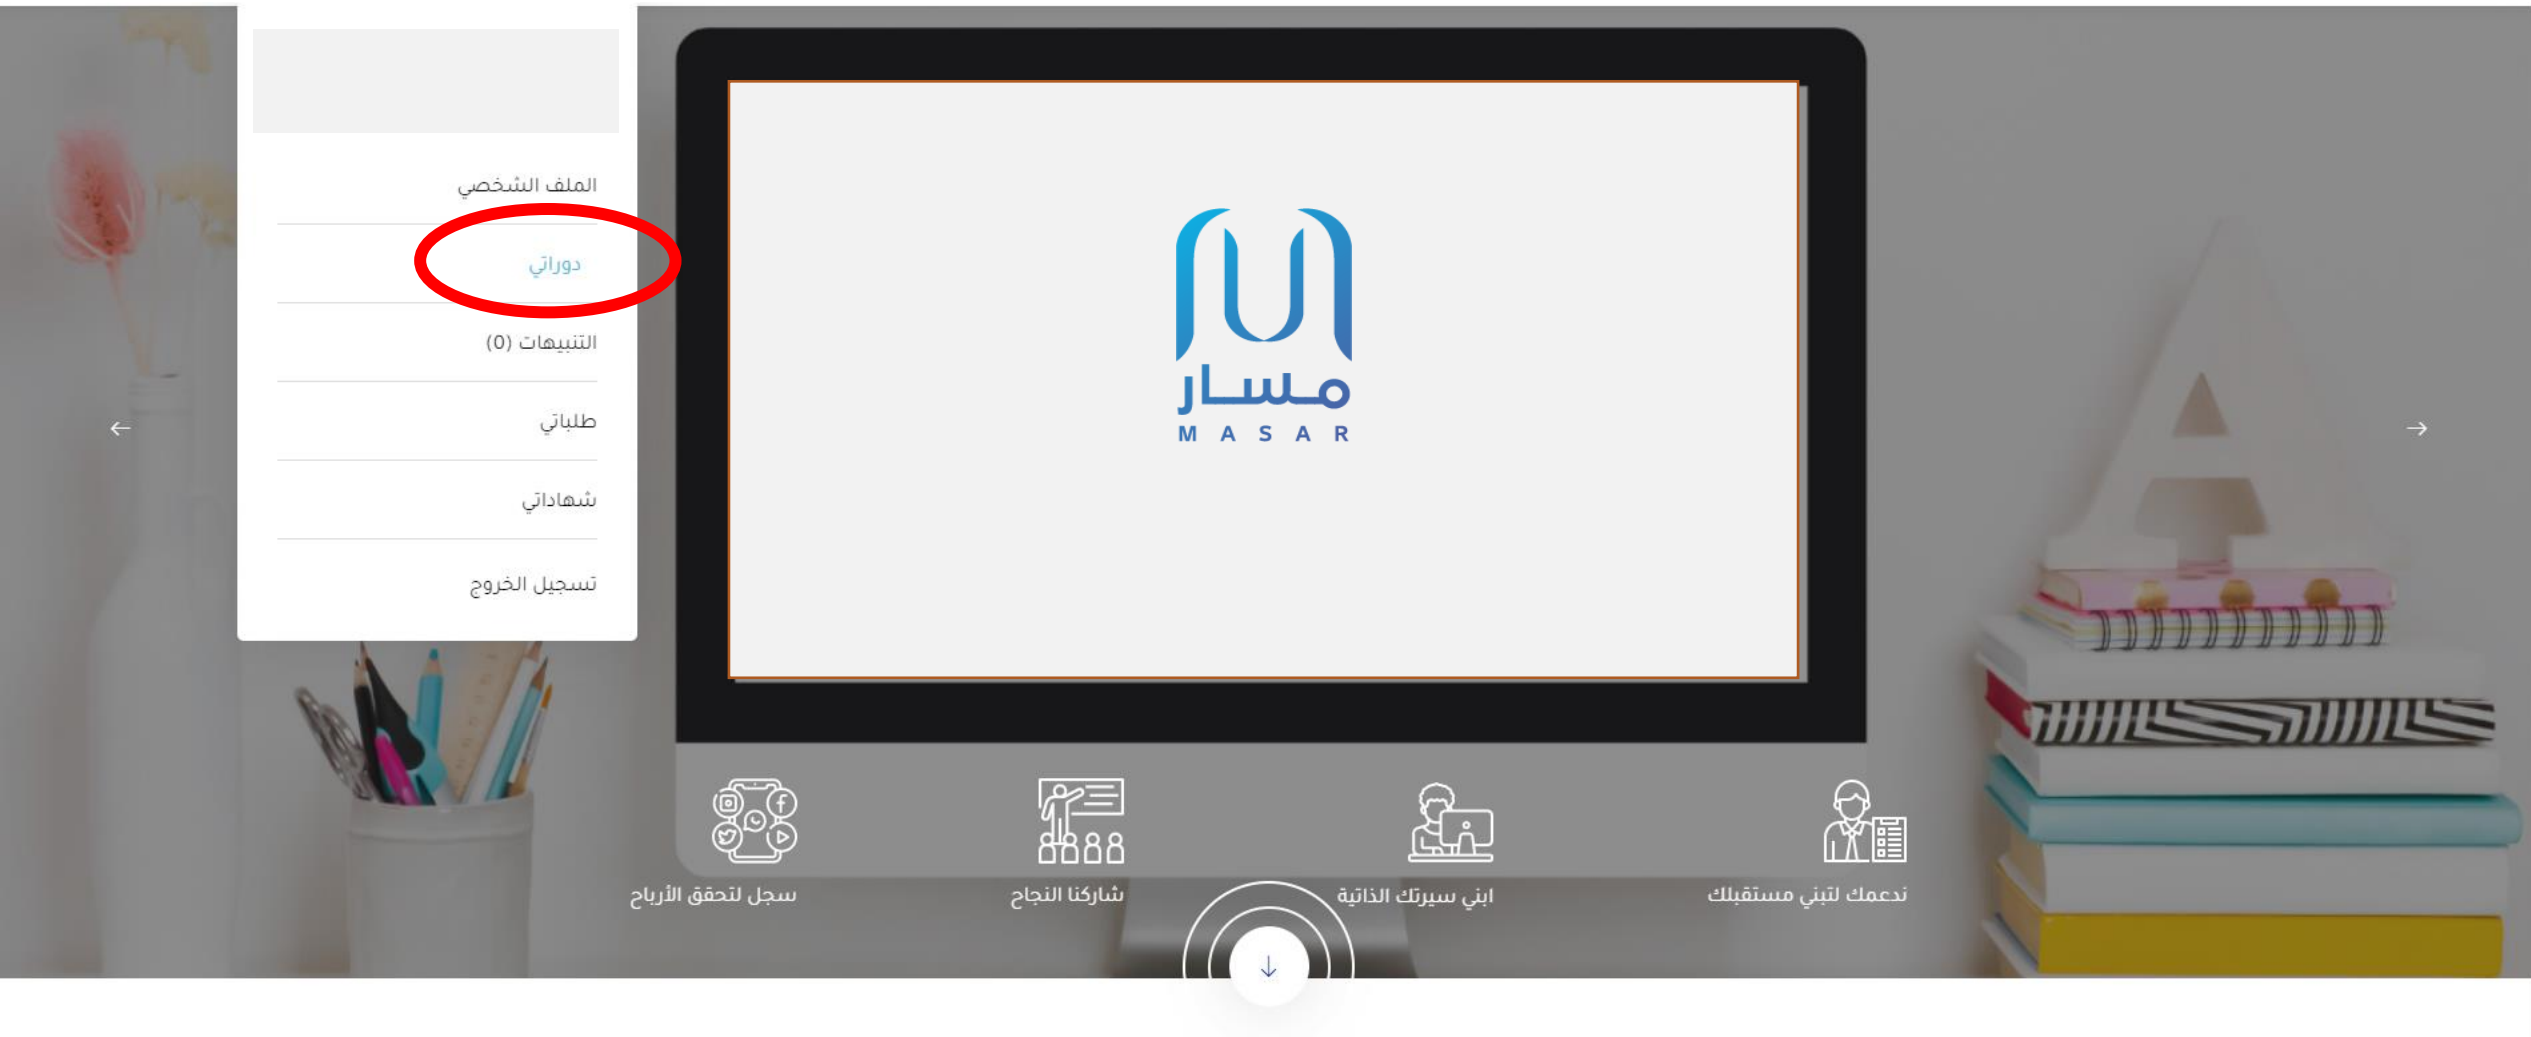 الملف الشخصي
دوراتي
التنبيهات (0)
طلباتي
شهاداتي
تسجيل الخروج
مسار
MASAR
ندعمك لتبني مستقبلك
ابني سيرتك الذاتية
شاركنا النجاح
سجل لتحقق الأرباح